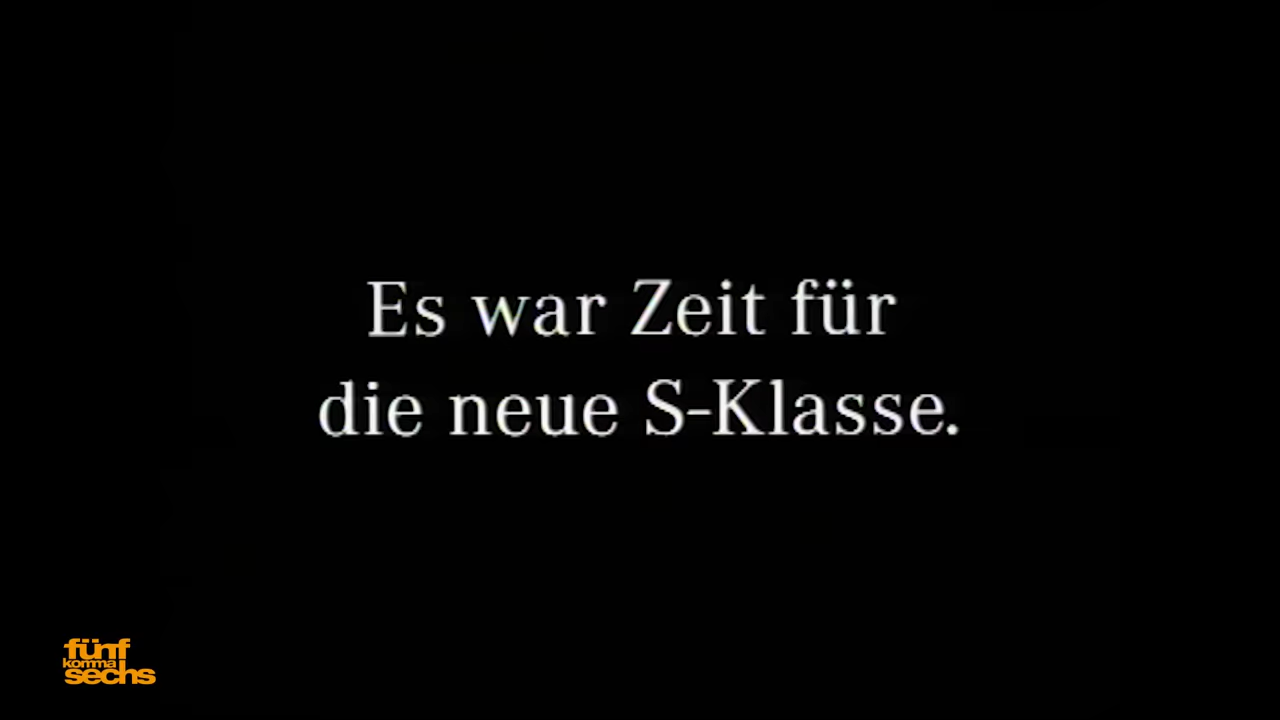 Es war Zeit für
die neue S-Klasse.
fünf
komma
sechs